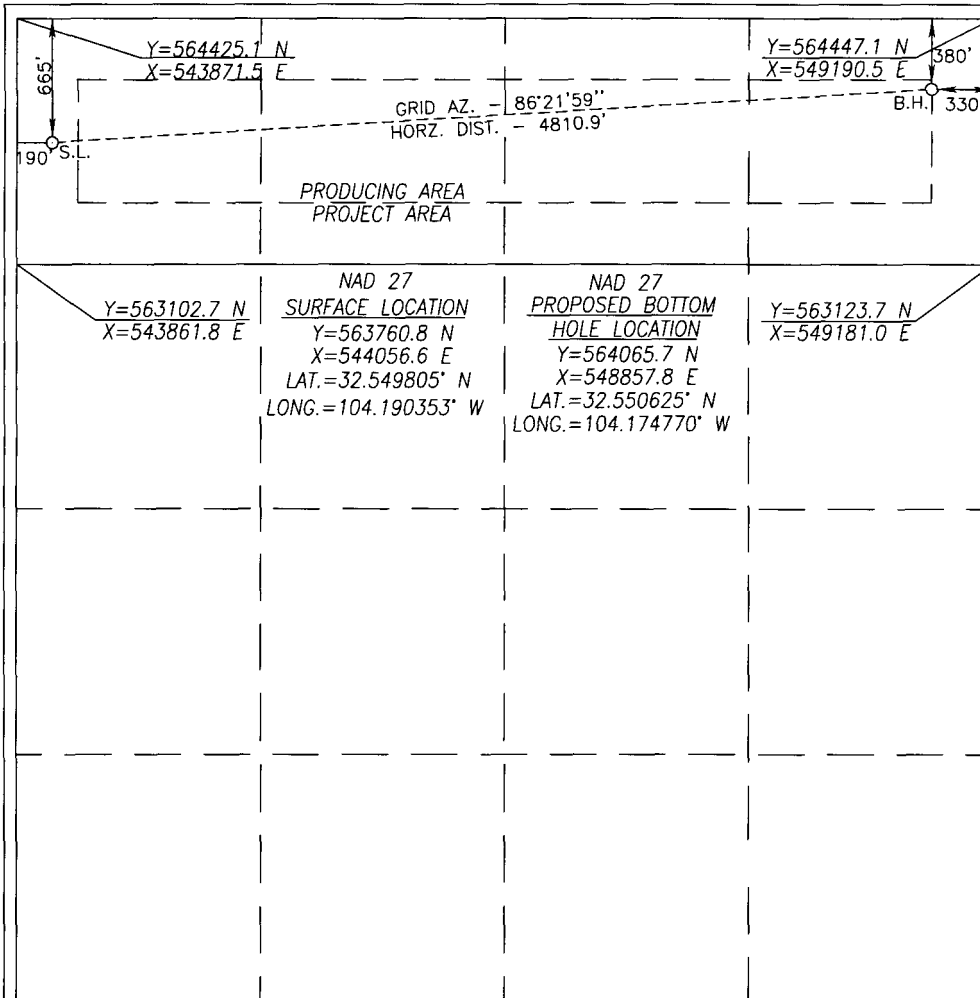 Y=564425.1 N
X=543871.5 E
Y=564447.1 N
X=549190.5 E
665'
380'
GRID AZ. - 86°21'59"
HORZ. DIST. - 4810.9'
B.H.
330
190'
S.L.
PRODUCING AREA
PROJECT AREA
Y=563102.7 N
X=543861.8 E
NAD 27
SURFACE LOCATION
Y=563760.8 N
X=544056.6 E
LAT.=32.549805° N
LONG.=104.190353° W
NAD 27
PROPOSED BOTTOM
HOLE LOCATION
Y=564065.7 N
X=548857.8 E
LAT.=32.550625° N
LONG.=104.174770° W
Y=563123.7 N
X=549181.0 E